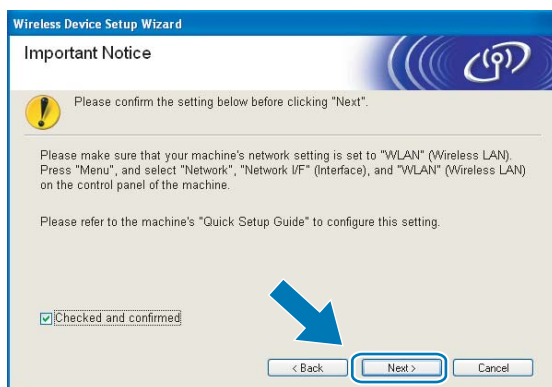 Wireless Device Setup Wizard
Important Notice
Please confirm the setting below before clicking "Next".
Please make sure that your machine's network setting is set to "WLAN" (Wireless LAN).
Press "Menu", and select "Network", "Network I/F" (Interface), and "WLAN" (Wireless LAN)
on the control panel of the machine.
Please refer to the machine's "Quick Setup Guide" to configure this setting.
Checked and confirmed
< Back Next > Cancel